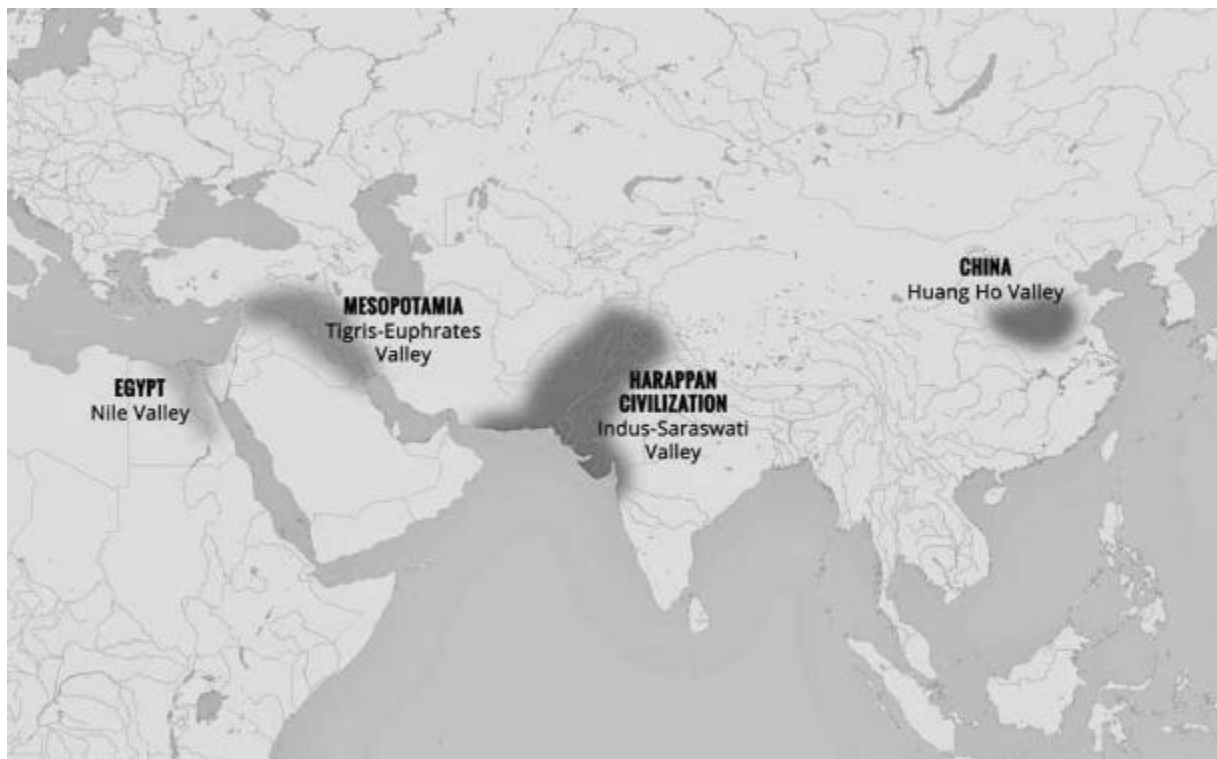 CHINA
Huang Ho Valley
MESOPOTAMIA
Tigris-Euphrates
Valley
EGYPT
Nile Valley
HARAPPAN
CIVILIZATION
Indus-Saraswati
Valley